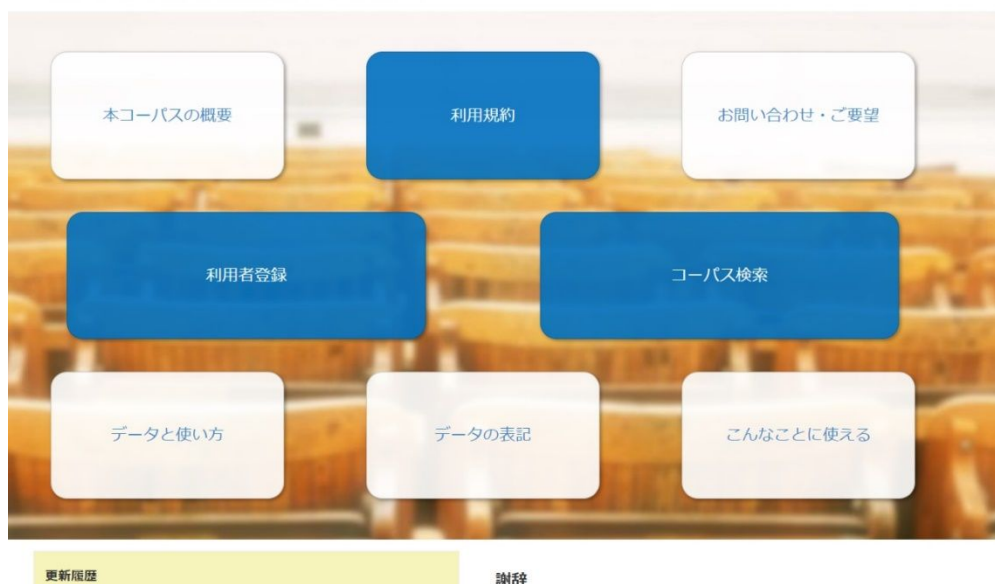 本コーパスの概要
利用規約
お問い合わせ・ご要望
利用者登録
コーパス検索
データと使い方
データの表記
こんなことに使える
更新履歴
謝辞